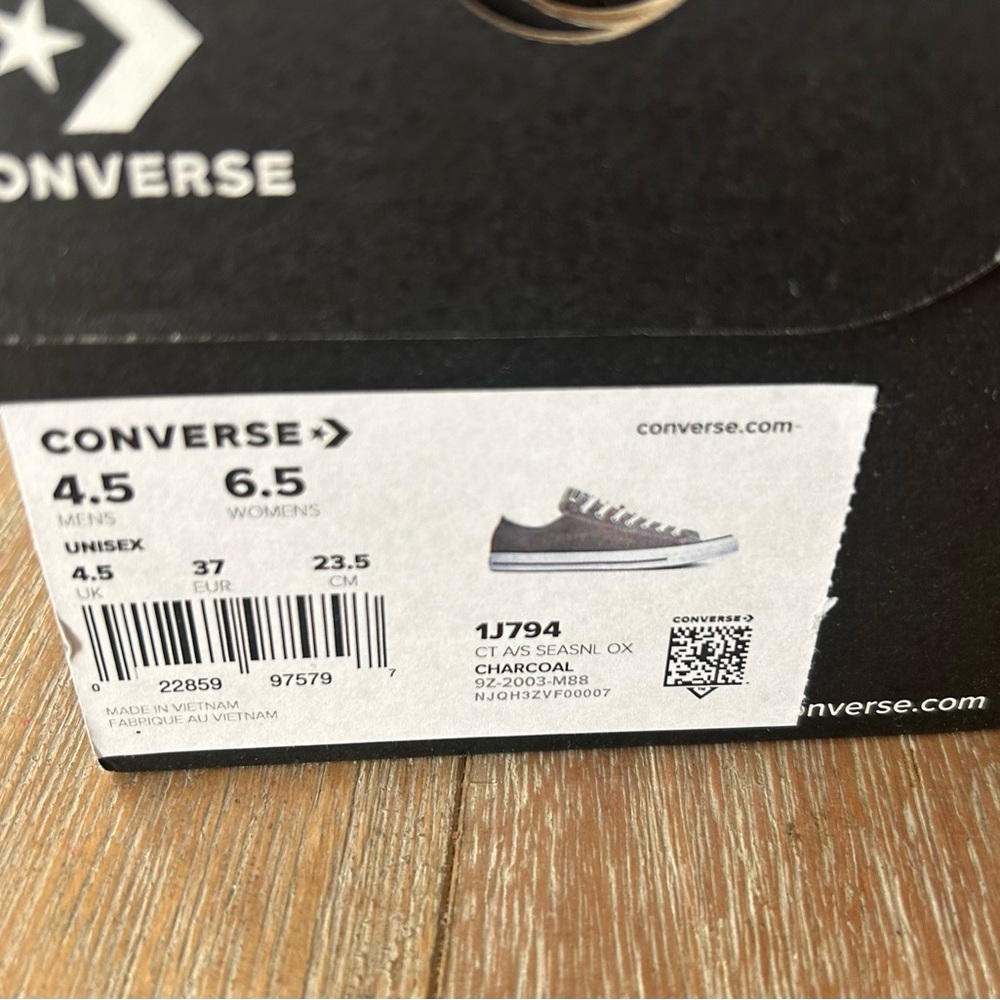 ONVERSE
CONVERSE
converse.com
4.5 6.5
MENS WOMENS
UNISEX
4.5 37 23.5
UK EUR CM
0 22859 97579 7
MADE IN VIETNAM
FABRIQUE AU VIETNAM
1J794
CT A/S SEASNL OX
CHARCOAL
9Z-2003-M88
NJQH3ZVF00007
CONVERSE
nverse.com